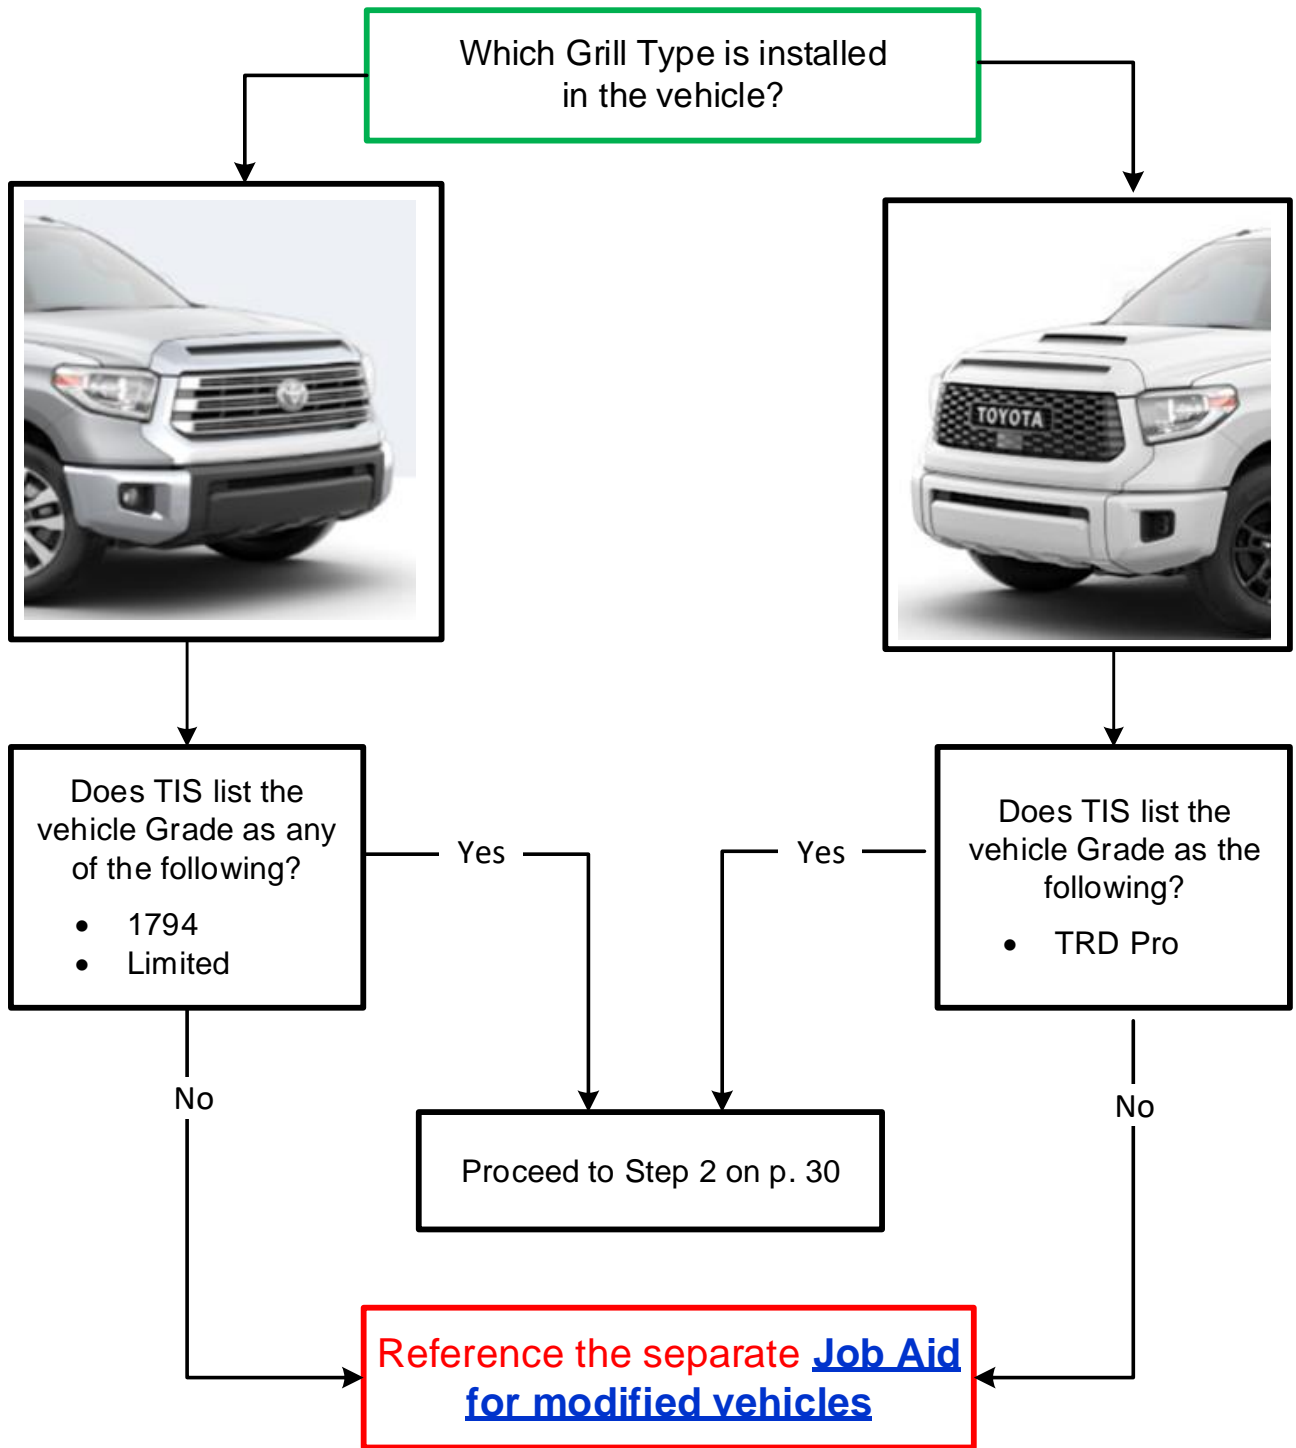 Which Grill Type is installed
in the vehicle?
TOYOTA
Does TIS list the
vehicle Grade as any
of the following?
• 1794
• Limited
Yes
Yes
Does TIS list the
vehicle Grade as the
following?
• TRD Pro
No
No
Proceed to Step 2 on p. 30
Reference the separate Job Aid
for modified vehicles